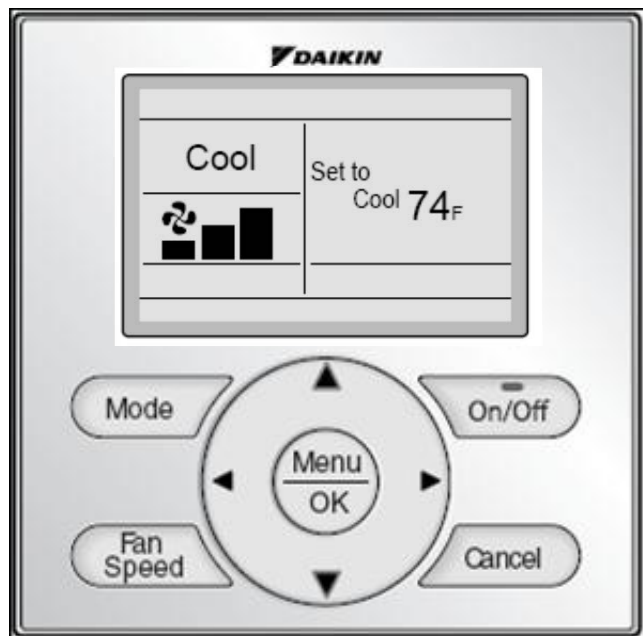 DAIKIN
Cool
Set to
Cool 74F
Mode
On/Off
Menu
OK
Fan
Speed
Cancel